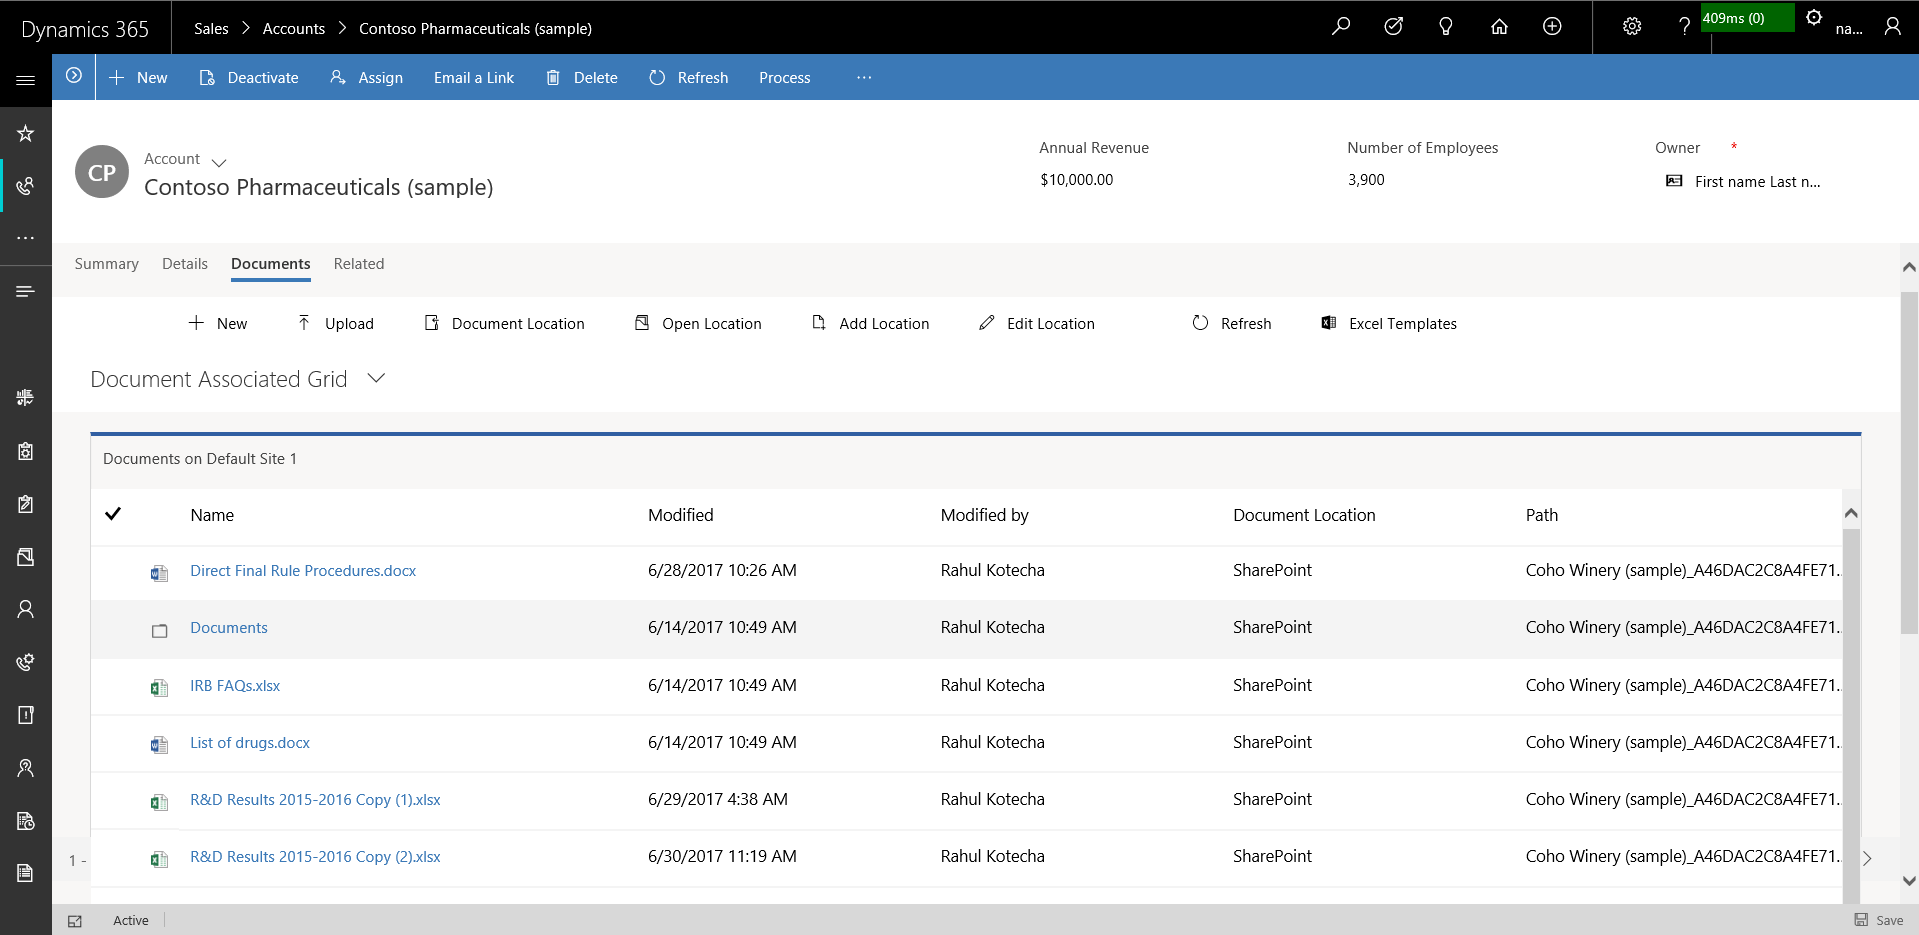 Dynamics 365 Sales > Accounts > Contoso Pharmaceuticals (sample) 409ms (0) na...
New Deactivate Assign Email a Link Delete Refresh Process ...
CP
Account
Contoso Pharmaceuticals (sample)
Annual Revenue
$10,000.00
Number of Employees
3,900
Owner *
First name Last n...
Summary Details Documents Related
New Upload Document Location Open Location Add Location Edit Location Refresh Excel Templates
Document Associated Grid
Documents on Default Site 1
Name Modified Modified by Document Location Path
Direct Final Rule Procedures.docx 6/28/2017 10:26 AM Rahul Kotecha SharePoint Coho Winery (sample)_A46DAC2C8A4FE71...
Documents 6/14/2017 10:49 AM Rahul Kotecha SharePoint Coho Winery (sample)_A46DAC2C8A4FE71...
IRB FAQs.xlsx 6/14/2017 10:49 AM Rahul Kotecha SharePoint Coho Winery (sample)_A46DAC2C8A4FE71...
List of drugs.docx 6/14/2017 10:49 AM Rahul Kotecha SharePoint Coho Winery (sample)_A46DAC2C8A4FE71...
R&D Results 2015-2016 Copy (1).xlsx 6/29/2017 4:38 AM Rahul Kotecha SharePoint Coho Winery (sample)_A46DAC2C8A4FE71...
R&D Results 2015-2016 Copy (2).xlsx 6/30/2017 11:19 AM Rahul Kotecha SharePoint Coho Winery (sample)_A46DAC2C8A4FE71...
1 -
Active Save